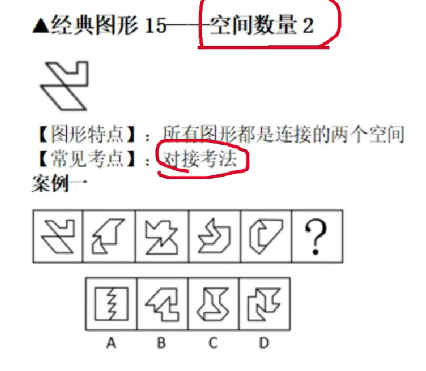 ▲经典图形 15——空间数量 2
【图形特点】：所有图形都是连接的两个空间
【常见考点】：对接考法
案例一
?
A B C D